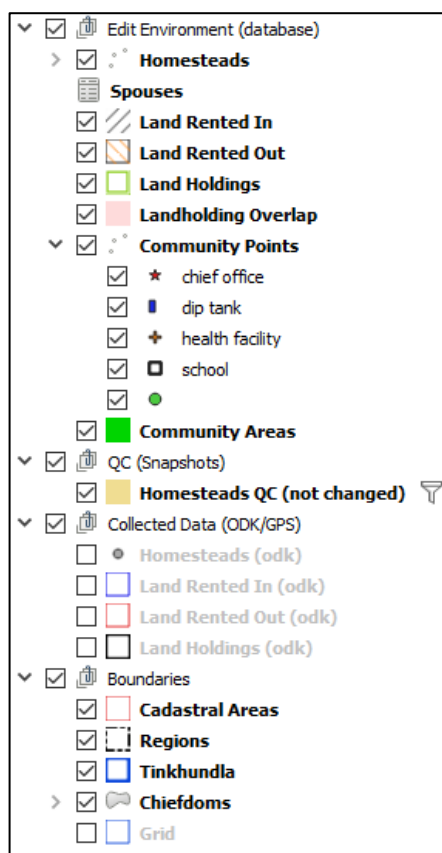 Edit Environment (database)
Homesteads
Spouses
Land Rented In
Land Rented Out
Land Holdings
Landholding Overlap
Community Points
chief office
dip tank
health facility
school
Community Areas
QC (Snapshots)
Homesteads QC (not changed)
Collected Data (ODK/GPS)
Homesteads (odk)
Land Rented In (odk)
Land Rented Out (odk)
Land Holdings (odk)
Boundaries
Cadastral Areas
Regions
Tinkhundla
Chiefdoms
Grid